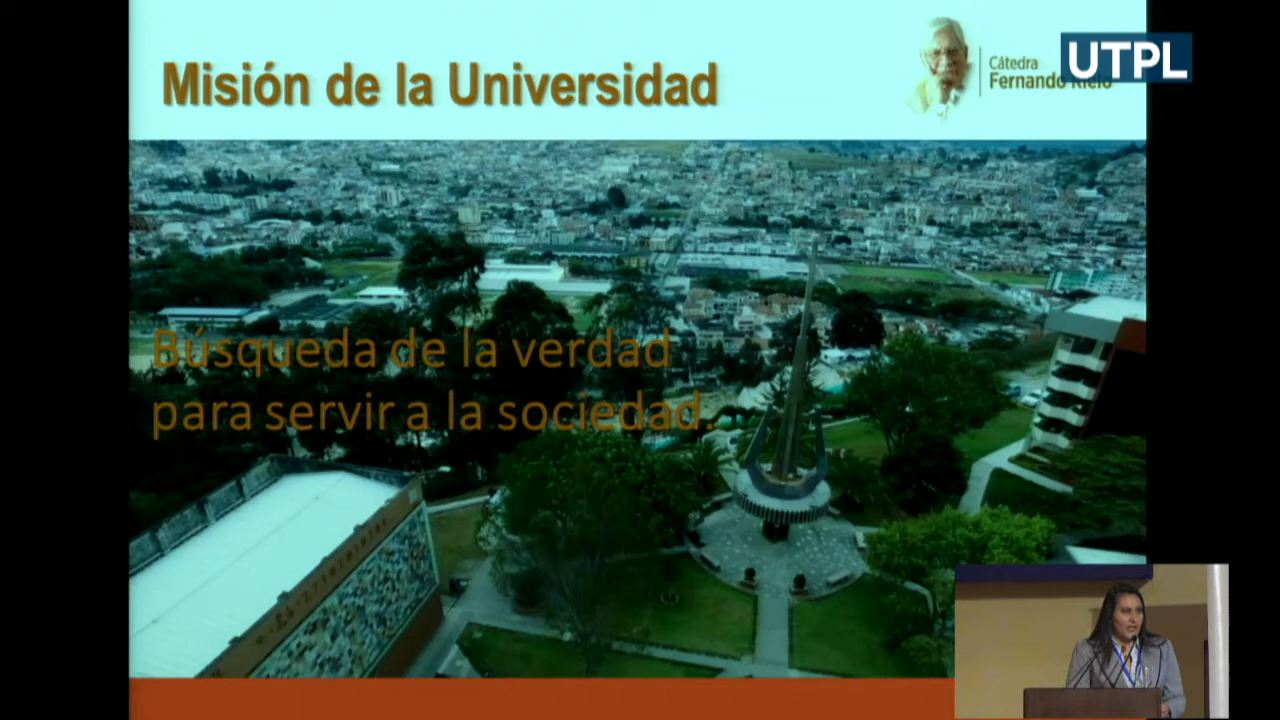 Misión de la Universidad
Cátedra
Fernando Rielo
UTPL
Búsqueda de la verdad
para servir a la sociedad.